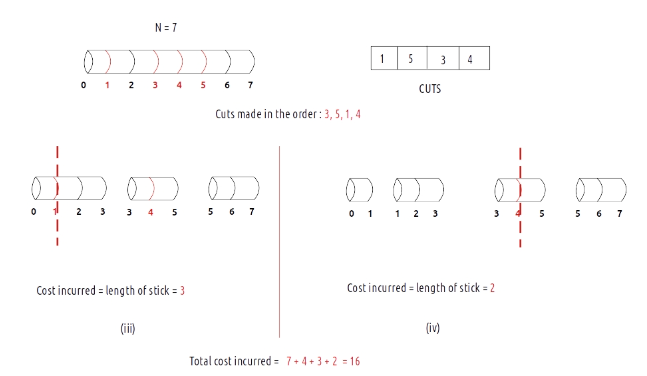 N = 7
0 1 2 3 4 5 6 7
1 5 3 4
CUTS
Cuts made in the order : 3, 5, 1, 4
0 1 2 3 3 4 5 5 6 7
0 1 1 2 3 3 4 5 5 6 7
Cost incurred = length of stick = 3
Cost incurred = length of stick = 2
(iii)
(iv)
Total cost incurred = 7 + 4 + 3 + 2 = 16